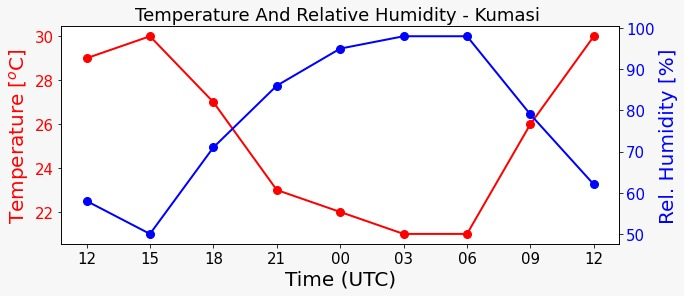 Temperature And Relative Humidity - Kumasi
Temperature [°C]
30
28
26
24
22
100
90
80
70
60
50
Rel. Humidity [%]
12 15 18 21 00 03 06 09 12
Time (UTC)